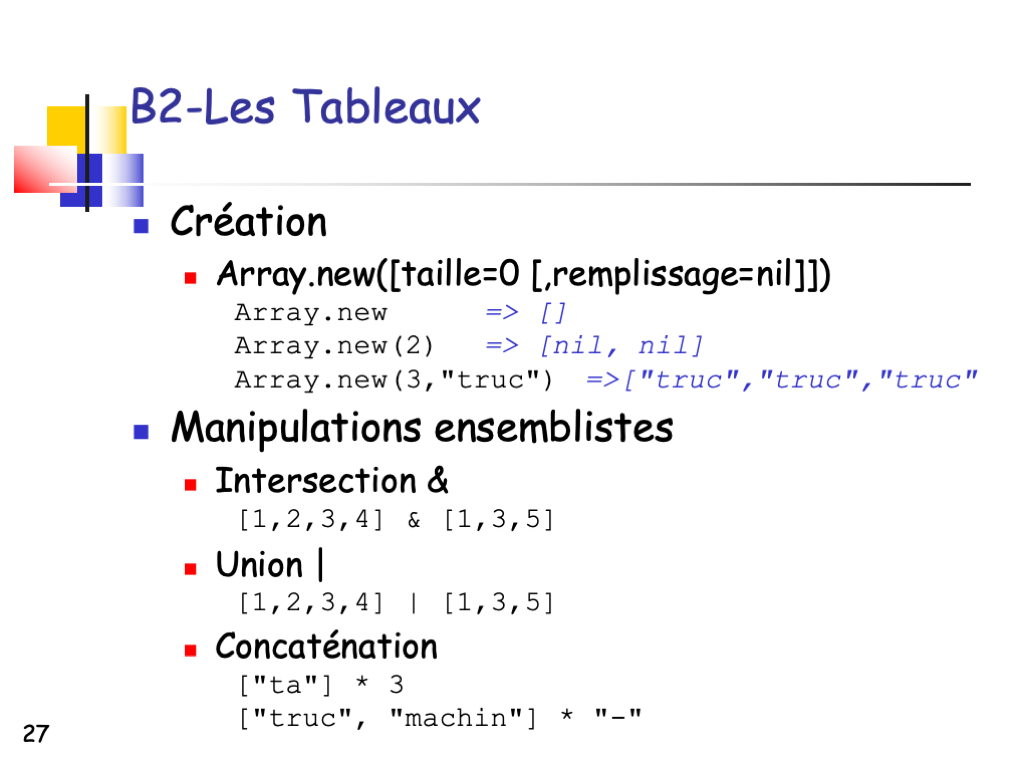 B2-Les Tableaux
Création
Array.new([taille=0 [,remplissage=nil]])
Array.new => []
Array.new(2) => [nil, nil]
Array.new(3,"truc") =>["truc","truc","truc"
Manipulations ensemblistes
Intersection &
[1,2,3,4] & [1,3,5]
Union |
[1,2,3,4] | [1,3,5]
Concaténation
["ta"] * 3
["truc", "machin"] * "-"
27